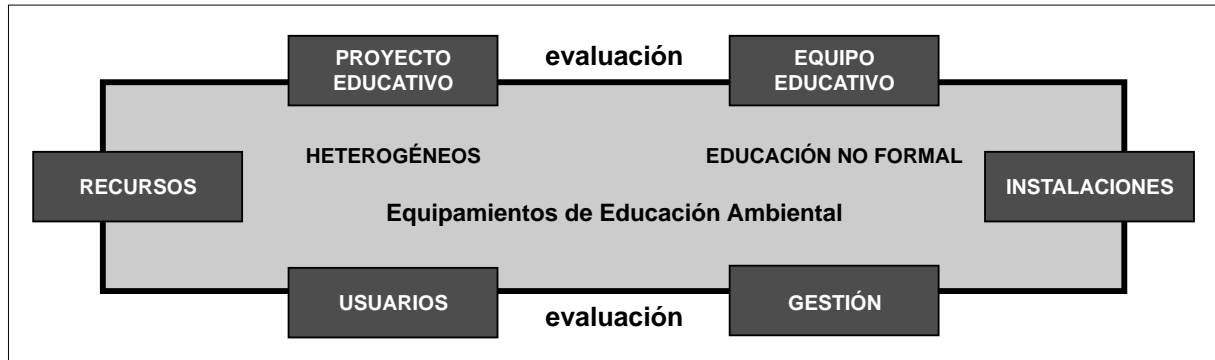 PROYECTO
EDUCATIVO
evaluación
EQUIPO
EDUCATIVO
HETEROGÉNEOS
EDUCACIÓN NO FORMAL
RECURSOS
INSTALACIONES
Equipamientos de Educación Ambiental
USUARIOS
evaluación
GESTIÓN